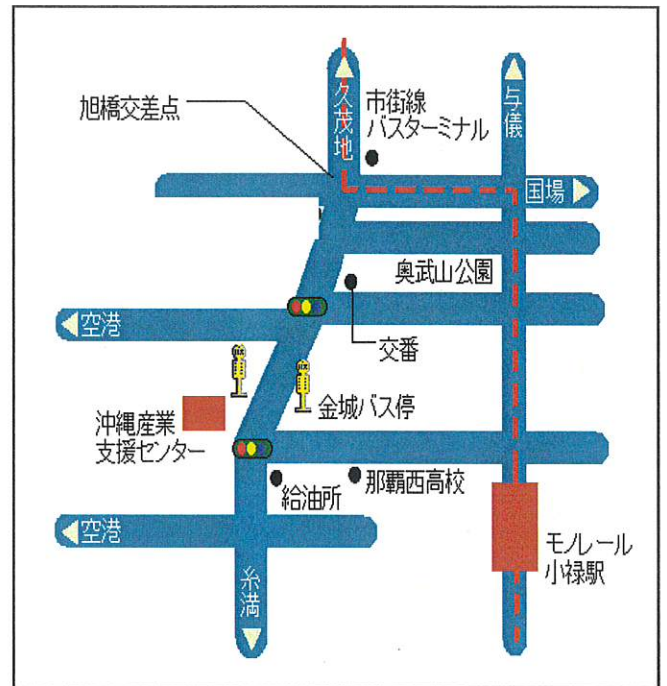 旭橋交差点
久茂地
市街線
バスターミナル
与儀
国場
奥武山公園
空港
交番
金城バス停
沖縄産業
支援センター
給油所
那覇西高校
空港
モノレール
小禄駅
糸満